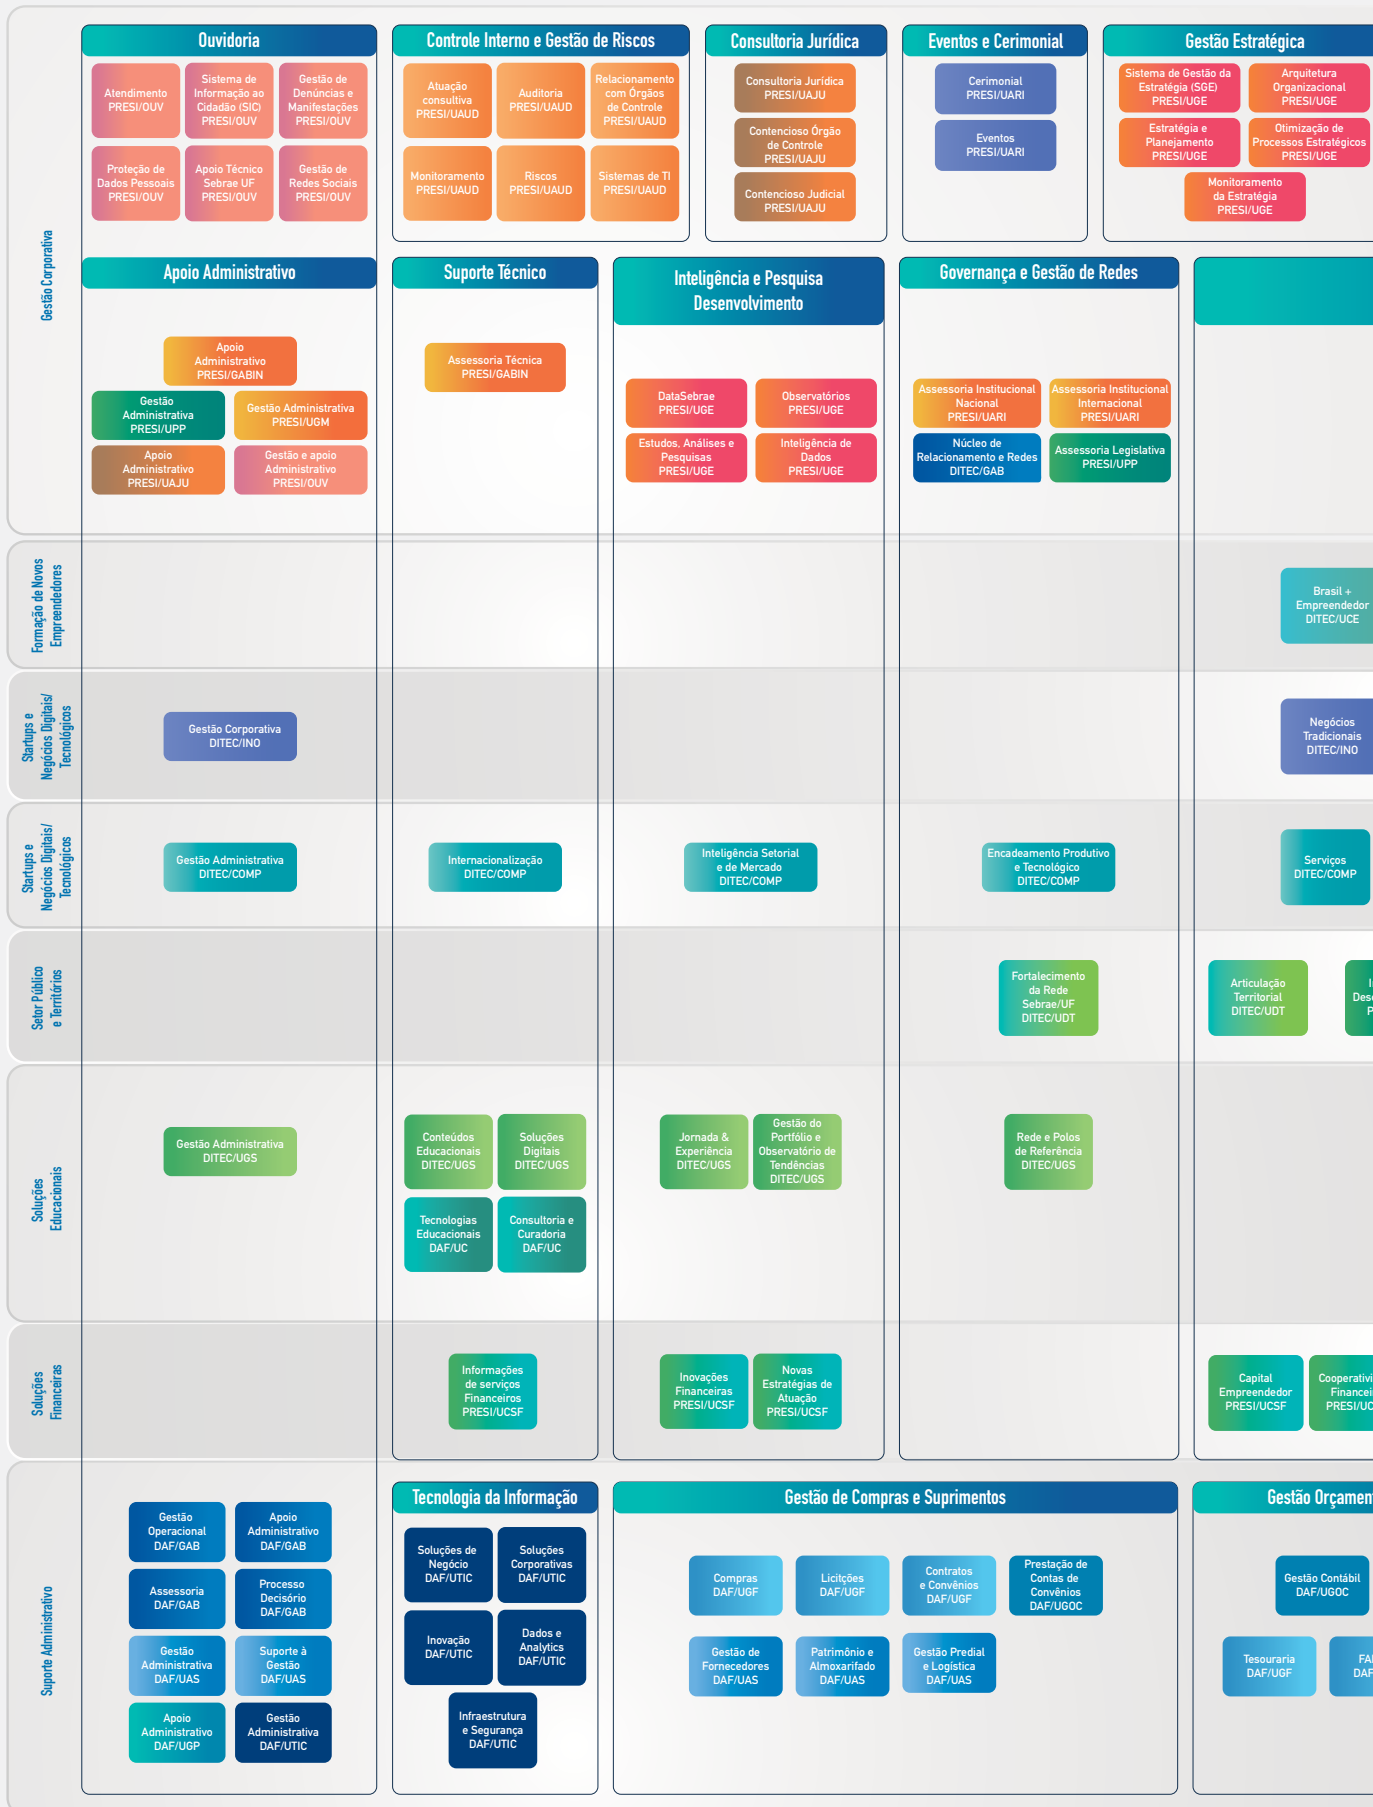 Gestão Corporativa
Ouvidoria
Atendimento
PRESI/OUV
Sistema de
Informação ao
Cidadão (SIC)
PRESI/OUV
Gestão de
Denúncias e
Manifestações
PRESI/OUV
Proteção de
Dados Pessoais
PRESI/OUV
Apoio Técnico
Sebrae UF
PRESI/OUV
Gestão de
Redes Sociais
PRESI/OUV
Controle Interno e Gestão de Riscos
Atuação
consultiva
PRESI/UAUD
Auditoria
PRESI/UAUD
Relacionamento
com Órgãos
de Controle
PRESI/UAUD
Monitoramento
PRESI/UAUD
Riscos
PRESI/UAUD
Sistemas de TI
PRESI/UAUD
Consultoria Jurídica
Consultoria Jurídica
PRESI/UAJU
Contencioso Órgão
de Controle
PRESI/UAJU
Contencioso Judicial
PRESI/UAJU
Eventos e Cerimonial
Cerimonial
PRESI/UARI
Eventos
PRESI/UARI
Gestão Estratégica
Sistema de Gestão da
Estratégia (SGE)
PRESI/UGE
Arquitetura
Organizacional
PRESI/UGE
Estratégia e
Planejamento
PRESI/UGE
Otimização de
Processos Estratégicos
PRESI/UGE
Monitoramento
da Estratégia
PRESI/UGE
Apoio Administrativo
Apoio
Administrativo
PRESI/GABIN
Gestão
Administrativa
PRESI/UPP
Gestão Administrativa
PRESI/UGM
Apoio
Administrativo
PRESI/UAJU
Gestão e apoio
Administrativo
PRESI/OUV
Suporte Técnico
Assessoria Técnica
PRESI/GABIN
Inteligência e Pesquisa
Desenvolvimento
DataSebrae
PRESI/UGE
Observatórios
PRESI/UGE
Estudos, Análises e
Pesquisas
PRESI/UGE
Inteligência de
Dados
PRESI/UGE
Governança e Gestão de Redes
Assessoria Institucional
Nacional
PRESI/UARI
Assessoria Institucional
Internacional
PRESI/UARI
Núcleo de
Relacionamento e Redes
DITEC/GAB
Assessoria Legislativa
PRESI/UPP
Formação de Novos
Empreendedores
Brasil +
Empreendedor
DITEC/UCE
Startups e
Negócios Digitais/
Tecnológicos
Gestão Corporativa
DITEC/INO
Negócios
Tradicionais
DITEC/INO
Startups e
Negócios Digitais/
Tecnológicos
Gestão Administrativa
DITEC/COMP
Internacionalização
DITEC/COMP
Inteligência Setorial
e de Mercado
DITEC/COMP
Encadeamento Produtivo
e Tecnológico
DITEC/COMP
Serviços
DITEC/COMP
Setor Público
e Territórios
Fortalecimento
da Rede
Sebrae/UF
DITEC/UDT
Articulação
Territorial
DITEC/UDT
Soluções
Educacionais
Gestão Administrativa
DITEC/UGS
Conteúdos
Educacionais
DITEC/UGS
Soluções
Digitais
DITEC/UGS
Tecnologias
Educacionais
DAF/UC
Consultoria e
Curadoria
DAF/UC
Jornada &
Experiência
DITEC/UGS
Gestão do
Portfólio e
Observatório de
Tendências
DITEC/UGS
Rede e Polos
de Referência
DITEC/UGS
Soluções
Financeiras
Informações
de serviços
Financeiros
PRESI/UCSF
Inovações
Financeiras
PRESI/UCSF
Novas
Estratégias de
Atuação
PRESI/UCSF
Capital
Empreendedor
PRESI/UCSF
Cooperativi
Financei
PRESI/UC
Suporte Administrativo
Gestão
Operacional
DAF/GAB
Apoio
Administrativo
DAF/GAB
Assessoria
DAF/GAB
Processo
Decisório
DAF/GAB
Gestão
Administrativa
DAF/UAS
Suporte à
Gestão
DAF/UAS
Apoio
Administrativo
DAF/UGP
Gestão
Administrativa
DAF/UTIC
Tecnologia da Informação
Soluções de
Negócio
DAF/UTIC
Soluções
Corporativas
DAF/UTIC
Inovação
DAF/UTIC
Dados e
Analytics
DAF/UTIC
Infraestrutura
e Segurança
DAF/UTIC
Gestão de Compras e Suprimentos
Compras
DAF/UGF
Licitções
DAF/UGF
Contratos
e Convênios
DAF/UGF
Prestação de
Contas de
Convênios
DAF/UGOC
Gestão de
Fornecedores
DAF/UAS
Patrimônio e
Almoxarifado
DAF/UAS
Gestão Predial
e Logística
DAF/UAS
Gestão Orçamen
Gestão Contábil
DAF/UGOC
Tesouraria
DAF/UGF
FA
DAF